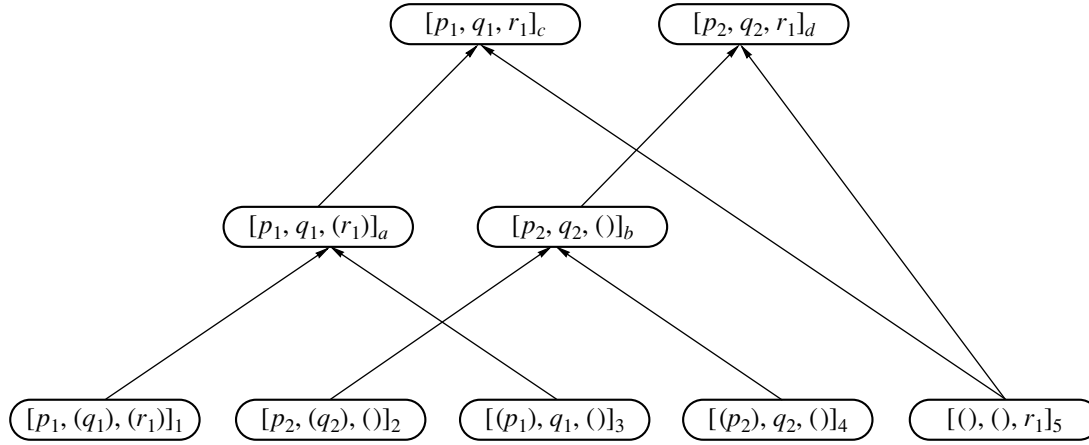 [p₁, q₁, r₁]c [p₂, q₂, r₁]d
[p₁, q₁, (r₁)]ₐ [p₂, q₂, ()]b
[p₁, (q₁), (r₁)]₁ [p₂, (q₂), ()]₂ [(p₁), q₁, ()]₃ [(p₂), q₂, ()]₄ [(), (), r₁]₅